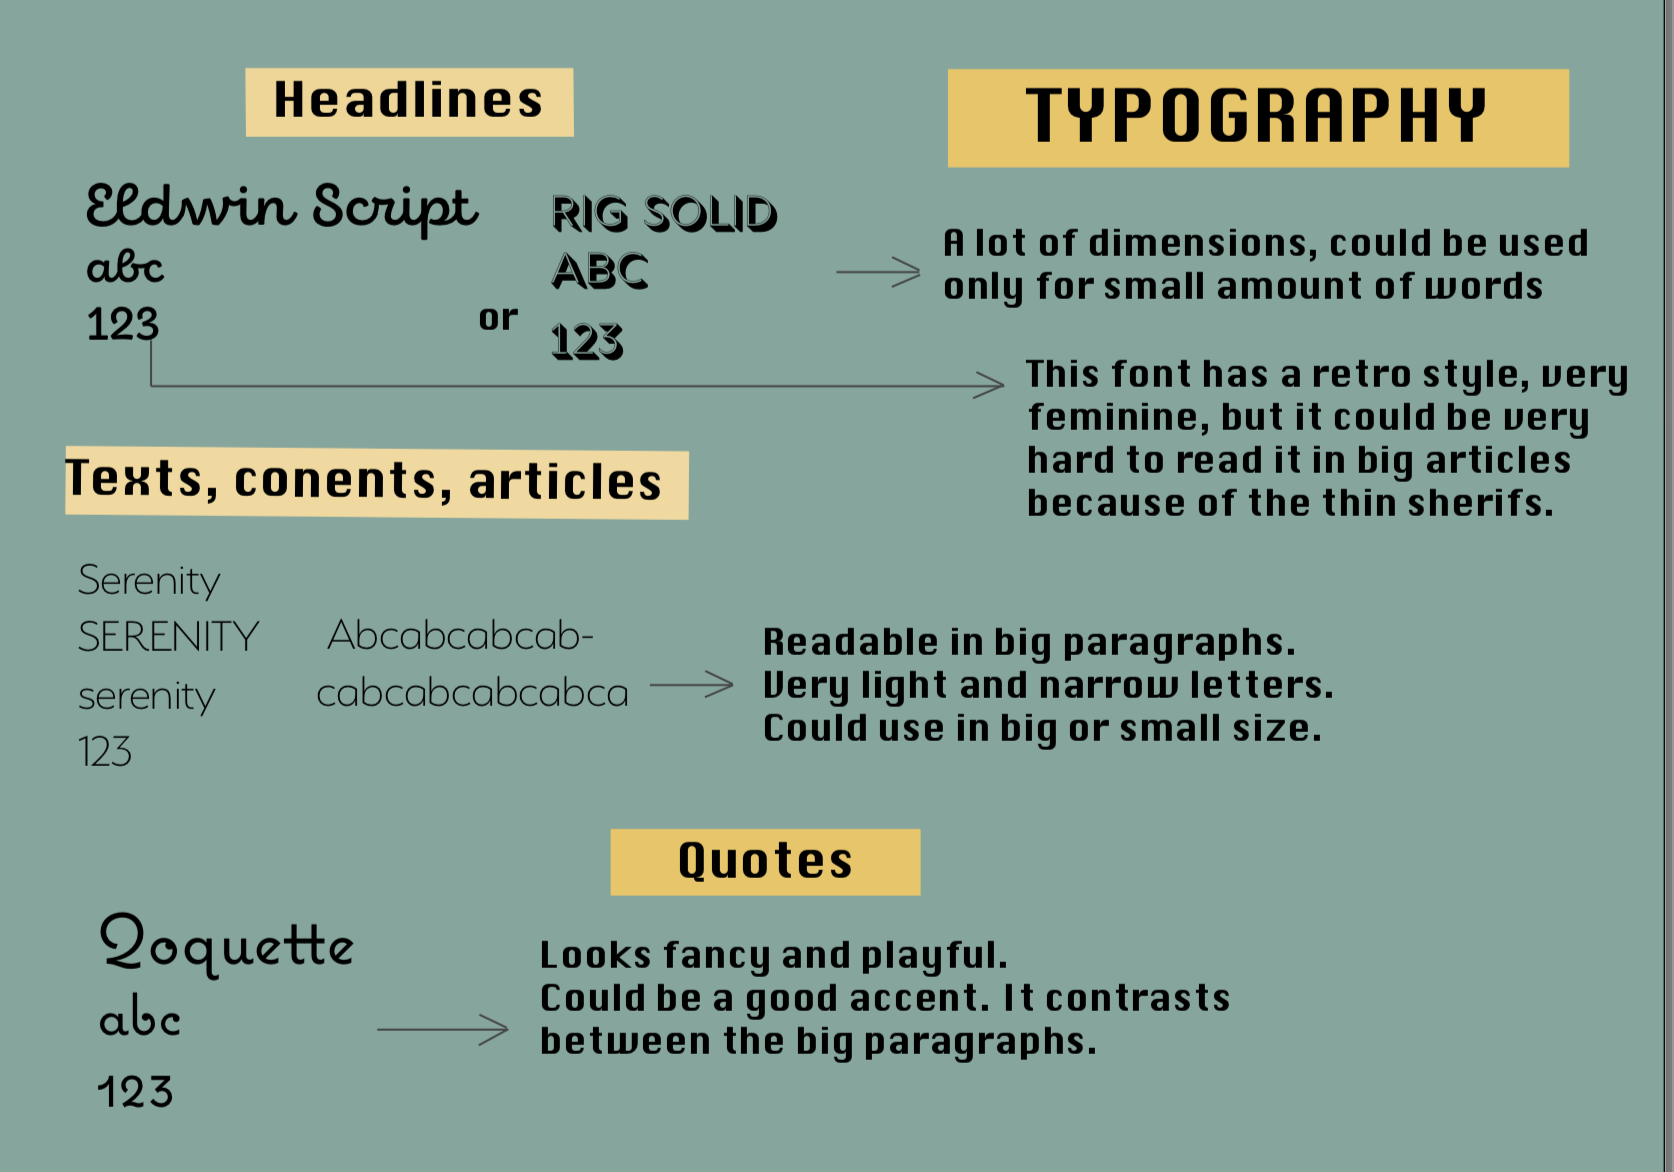 Headlines
TYPOGRAPHY
Eldwin Script
abc
123
or
RIG SOLID
ABC
123
A lot of dimensions, could be used
only for small amount of words
This font has a retro style, very
feminine, but it could be very
hard to read it in big articles
because of the thin sherifs.
Texts, conents, articles
Serenity
SERENITY
serenity
123
Abcabcabcab-
cabcabcabcabca
Readable in big paragraphs.
Very light and narrow letters.
Could use in big or small size.
Quotes
Qoquette
abc
123
Looks fancy and playful.
Could be a good accent. It contrasts
between the big paragraphs.